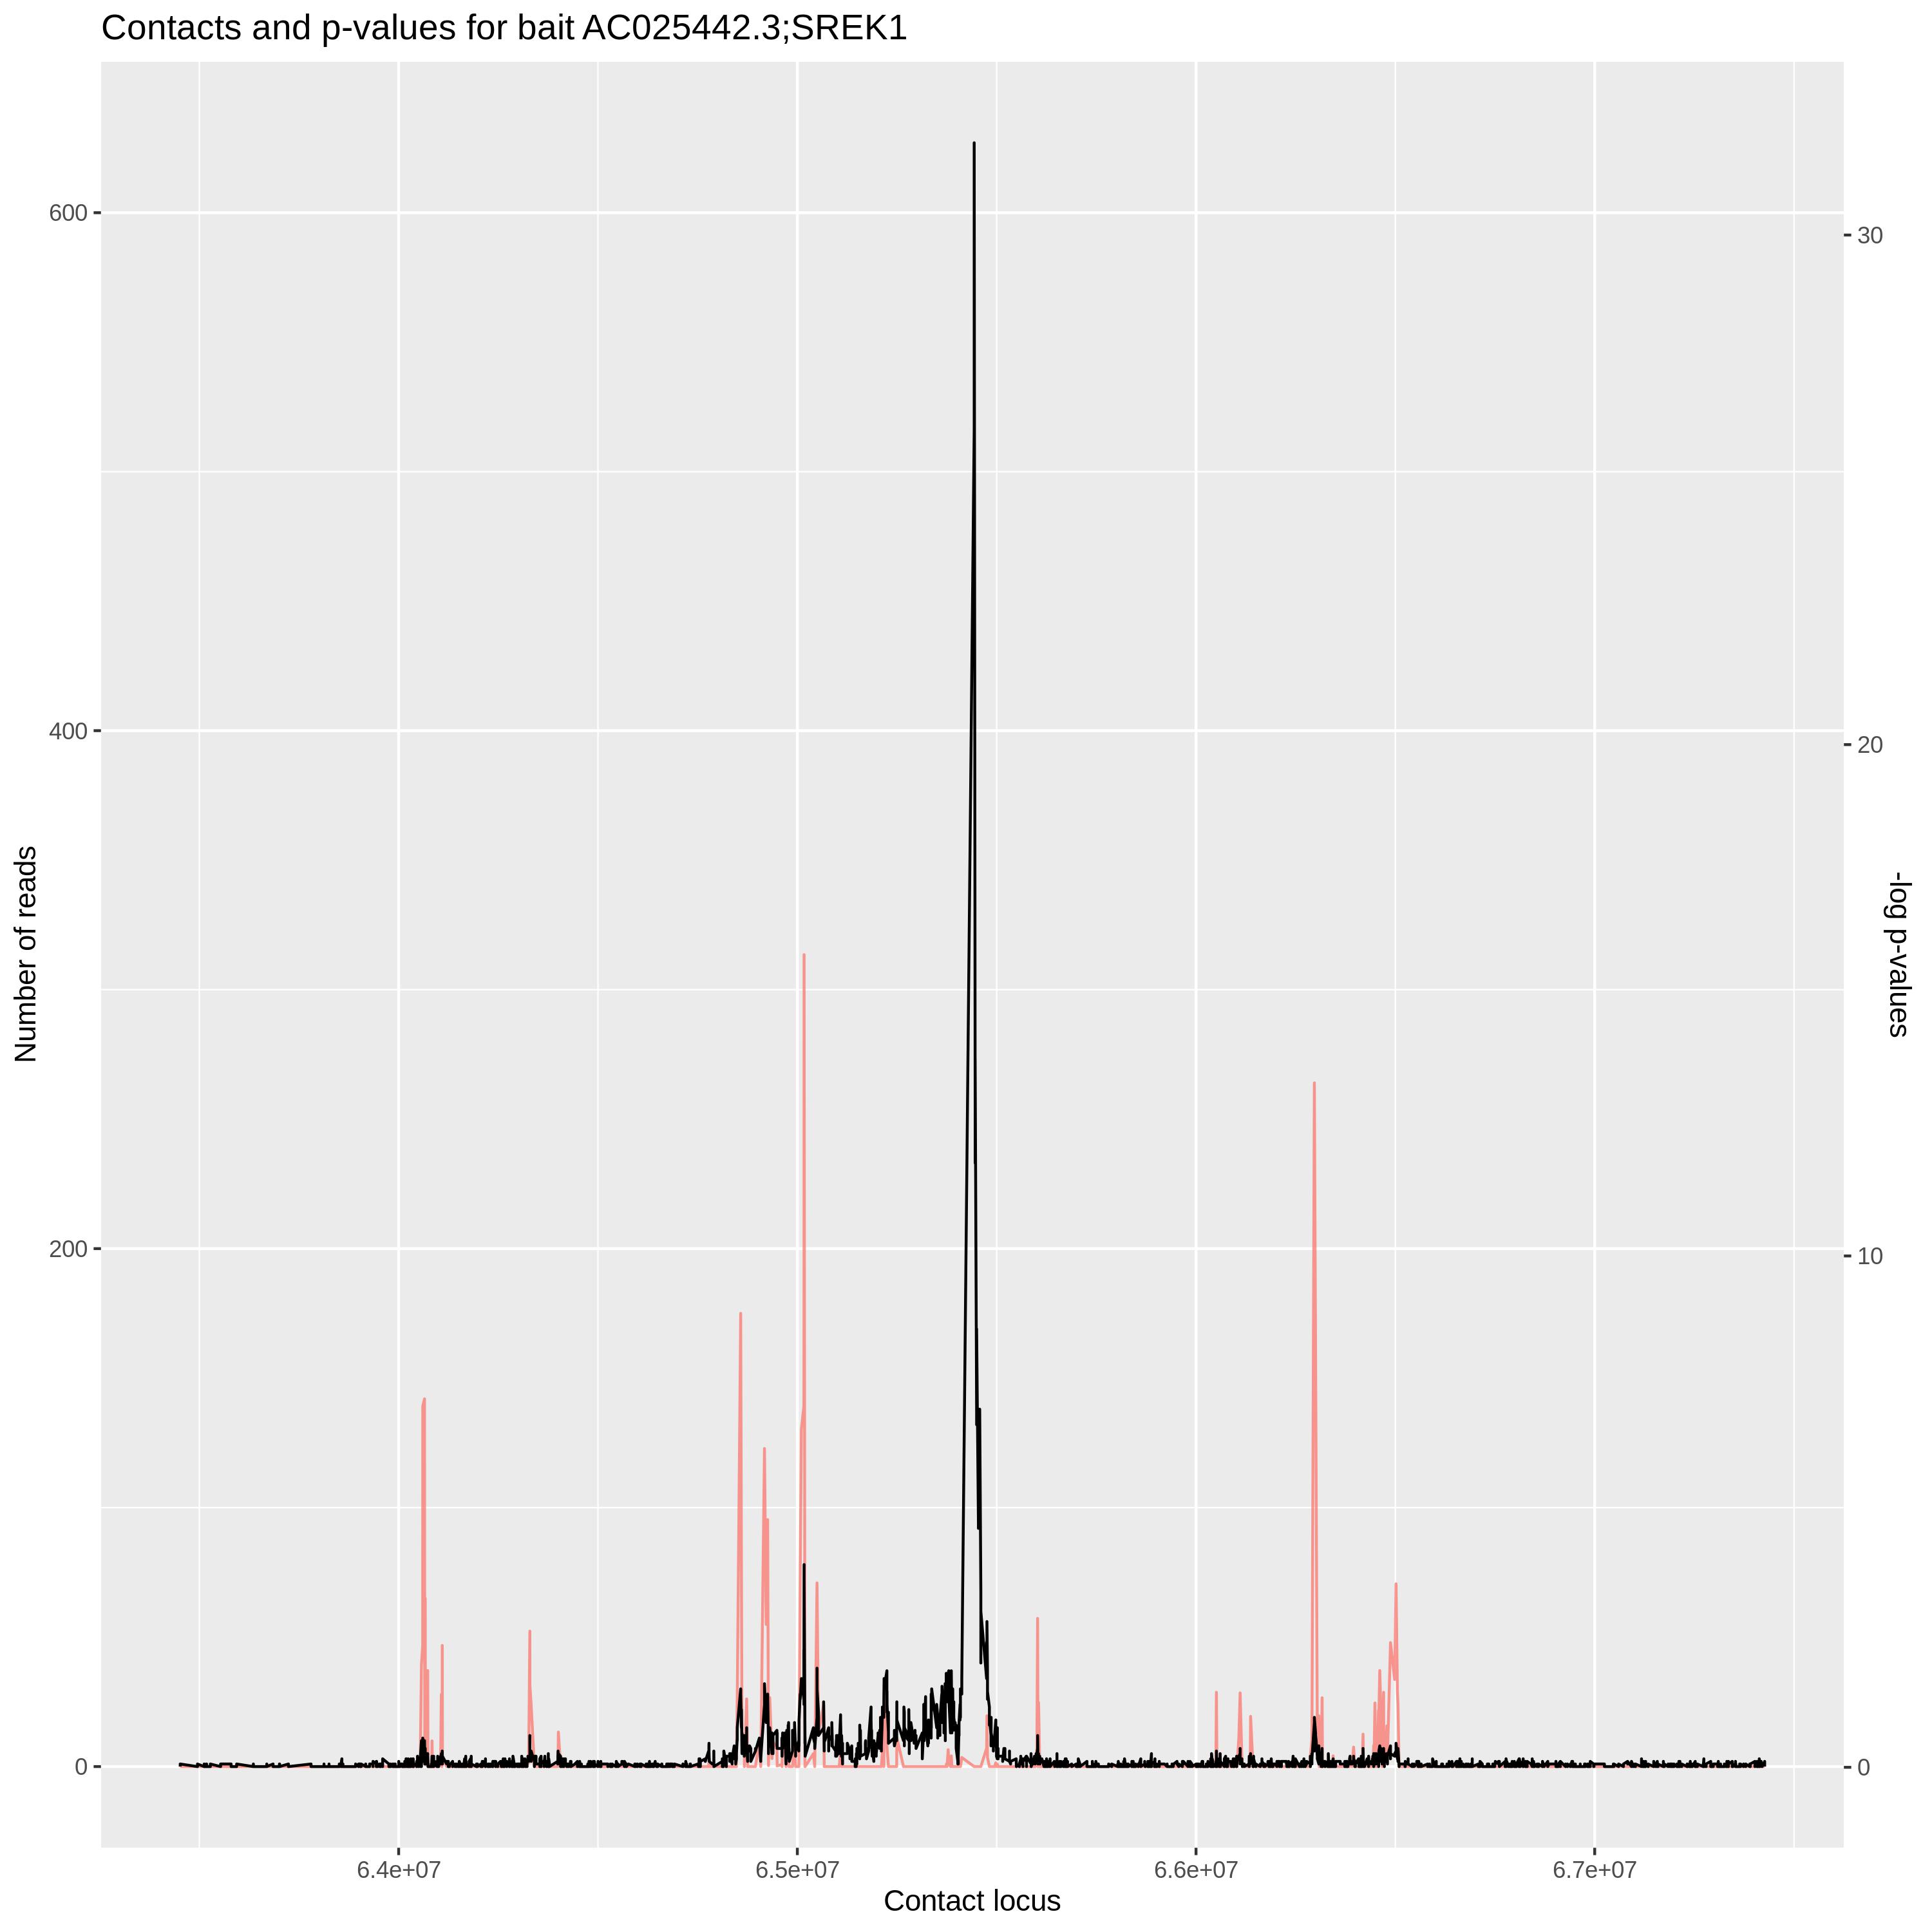 Contacts and p-values for bait AC025442.3;SREK1
600
400
200
0
Number of reads
30
20
10
0
-log p-values
6.4e+07
6.5e+07
6.6e+07
6.7e+07
Contact locus